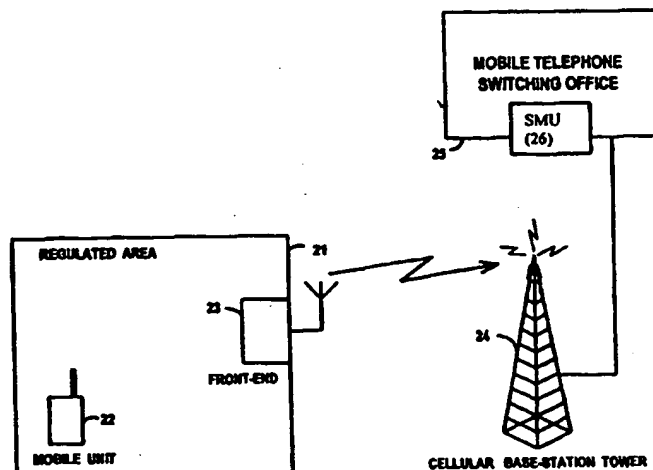 MOBILE TELEPHONE
SWITCHING OFFICE
SMU
(26)
25
REGULATED AREA
21
23
24
FRONT-END
22
MOBILE UNIT
CELLULAR BASE-STATION TOWER